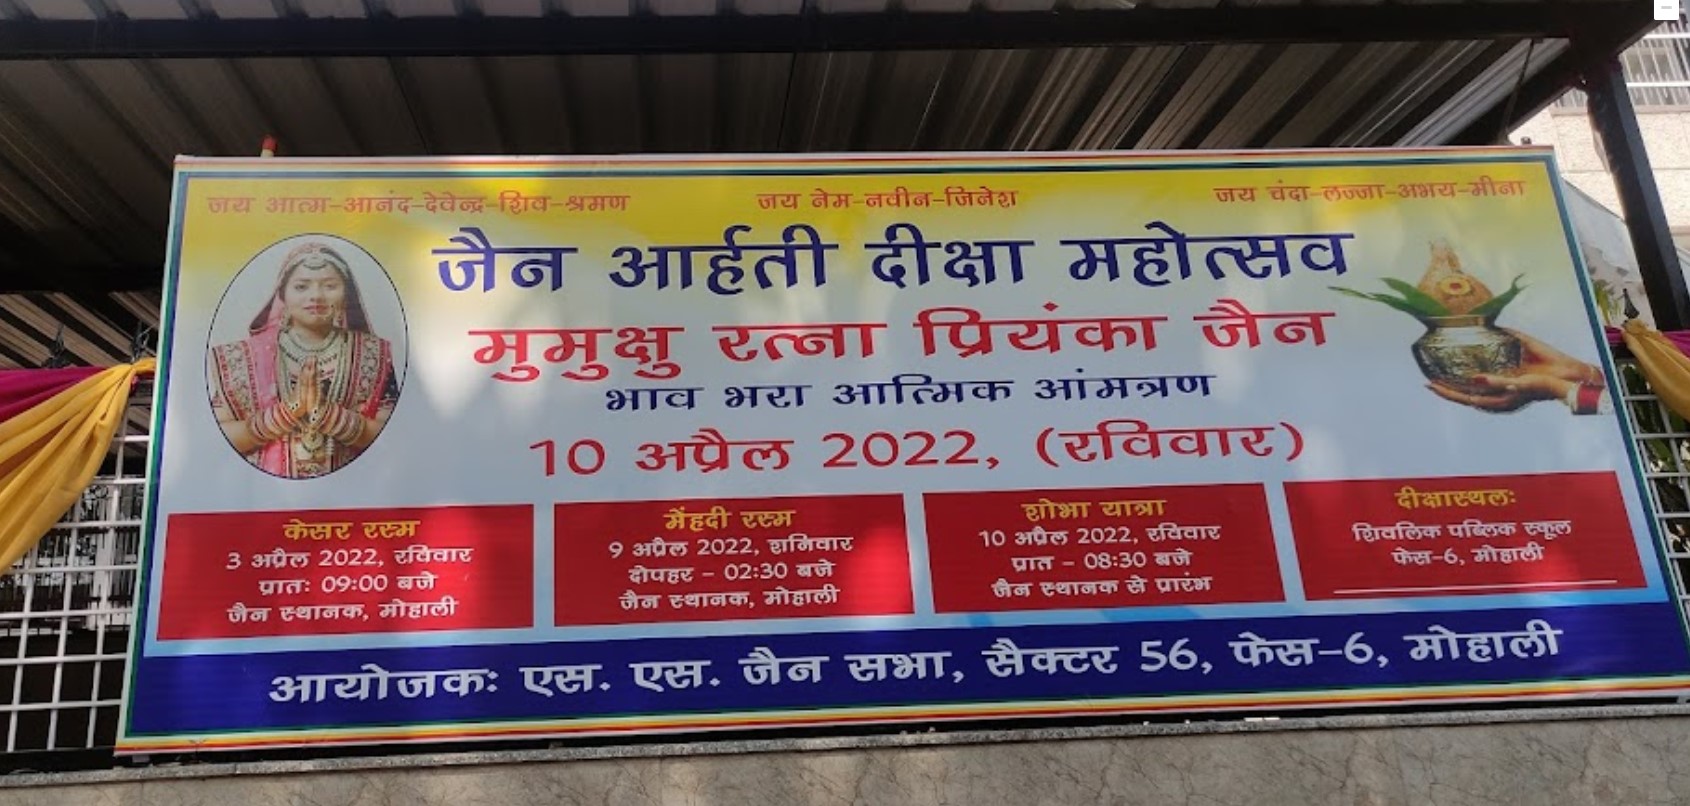 जय आत्म-आनंद-देवेन्द्र-शिव-श्रमण जय नेम-नवीन-जिनेश जय चंदा-लज्जा-अभय-मीना
जैन आर्हती दीक्षा महोत्सव
मुमुक्षु रत्ना प्रियंका जैन
भाव भरा आत्मिक आंमत्रण
10 अप्रैल 2022, (रविवार)
केसर रस्म
3 अप्रैल 2022, रविवार
प्रातः 09:00 बजे
जैन स्थानक, मोहाली
मेंहदी रस्म
9 अप्रैल 2022, शनिवार
दोपहर - 02:30 बजे
जैन स्थानक, मोहाली
शोभा यात्रा
10 अप्रैल 2022, रविवार
प्रात - 08:30 बजे
जैन स्थानक से प्रारंभ
दीक्षास्थलः
शिवलिक पब्लिक स्कूल
फेस-6, मोहाली
आयोजकः एस. एस. जैन सभा, सैक्टर 56, फेस-6, मोहाली